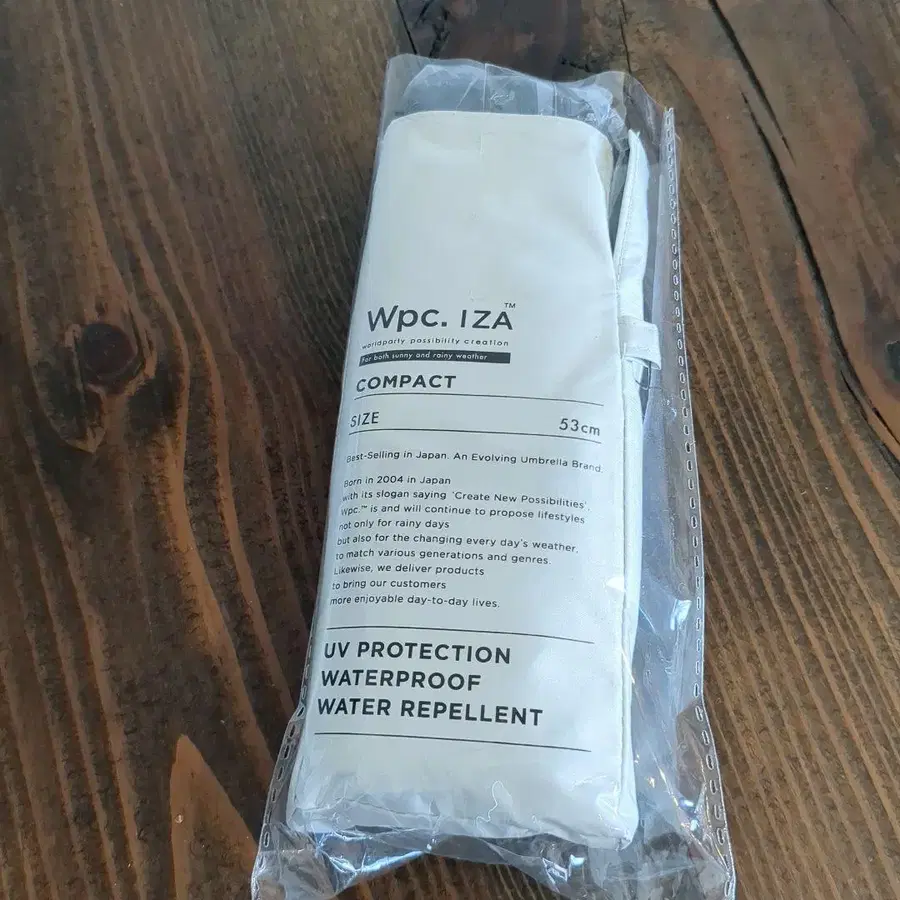 Wpc. IZA™
worldparty possibility creation
For both sunny and rainy weather
COMPACT
SIZE 53cm
Best-Selling in Japan. An Evolving Umbrella Brand.
Born in 2004 in Japan
with its slogan saying 'Create New Possibilities',
Wpc.™ is and will continue to propose lifestyles
not only for rainy days
but also for the changing every day's weather,
to match various generations and genres.
Likewise, we deliver products
to bring our customers
more enjoyable day-to-day lives.
UV PROTECTION
WATERPROOF
WATER REPELLENT